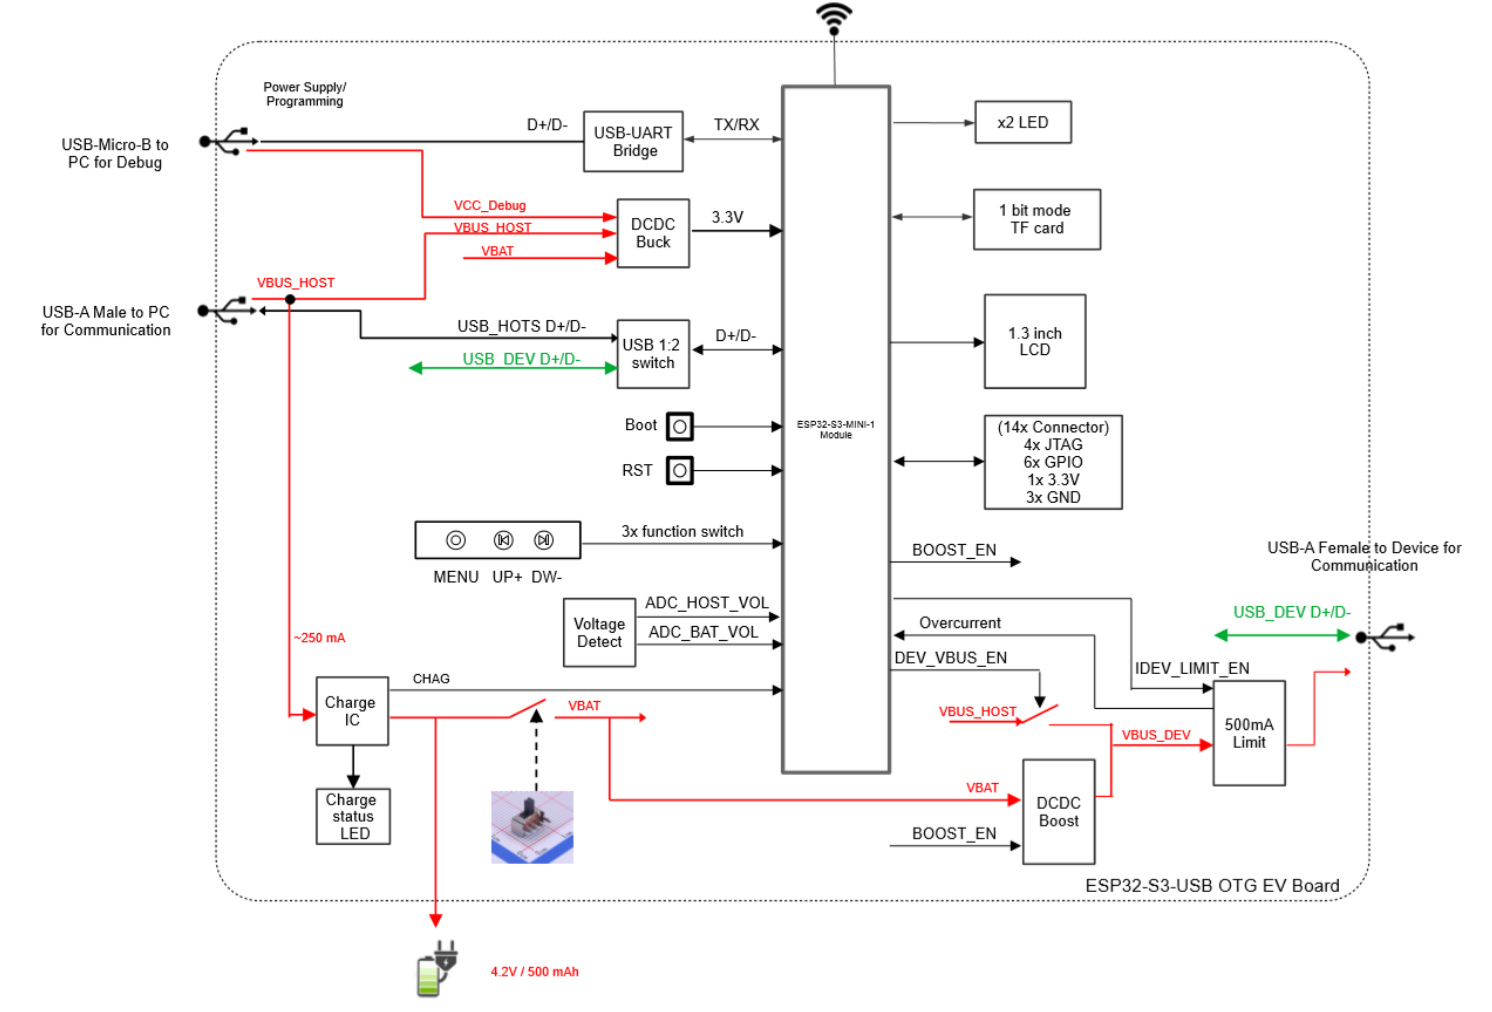 Power Supply/
Programming
USB-Micro-B to
PC for Debug
D+/D-
USB-UART
Bridge
TX/RX
x2 LED
VCC_Debug
VBUS_HOST
VBAT
DCDC
Buck
3.3V
1 bit mode
TF card
VBUS_HOST
USB-A Male to PC
for Communication
USB_HOTS D+/D-
USB_DEV D+/D-
USB 1:2
switch
D+/D-
1.3 inch
LCD
Boot
RST
ESP32-S3-MINI-1
Module
(14x Connector)
4x JTAG
6x GPIO
1x 3.3V
3x GND
3x function switch
MENU UP+ DW-
BOOST_EN
USB-A Female to Device for
Communication
Voltage
Detect
ADC_HOST_VOL
ADC_BAT_VOL
Overcurrent
USB_DEV D+/D-
~250 mA
DEV_VBUS_EN
IDEV_LIMIT_EN
Charge
IC
CHAG
VBAT
VBUS_HOST
VBUS_DEV
500mA
Limit
Charge
status
LED
VBAT
DCDC
Boost
BOOST_EN
ESP32-S3-USB OTG EV Board
4.2V / 500 mAh